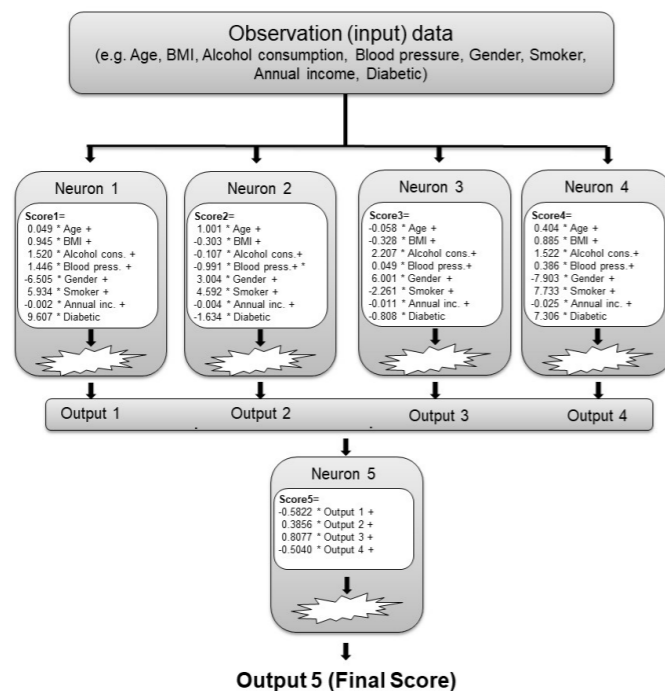 Observation (input) data
(e.g. Age, BMI, Alcohol consumption, Blood pressure, Gender, Smoker,
Annual income, Diabetic)
Neuron 1
Score1=
0.049 * Age +
0.945 * BMI +
1.520 * Alcohol cons. +
1.446 * Blood press. +
-6.505 * Gender +
5.934 * Smoker +
-0.002 * Annual inc. +
9.607 * Diabetic
Neuron 2
Score2=
1.001 * Age +
-0.303 * BMI +
-0.107 * Alcohol cons.+
-0.991 * Blood press.+ *
3.004 * Gender +
4.592 * Smoker +
-0.004 * Annual inc. +
-1.634 * Diabetic
Neuron 3
Score3=
-0.058 * Age +
-0.328 * BMI +
2.207 * Alcohol cons.+
0.049 * Blood press.+
6.001 * Gender +
-2.261 * Smoker +
-0.011 * Annual inc. +
-0.808 * Diabetic
Neuron 4
Score4=
0.404 * Age +
0.885 * BMI +
1.522 * Alcohol cons.+
0.386 * Blood press.+
-7.903 * Gender +
7.733 * Smoker +
-0.025 * Annual inc. +
7.306 * Diabetic
Output 1 Output 2 Output 3 Output 4
Neuron 5
Score5=
-0.5822 * Output 1 +
0.3856 * Output 2 +
0.8077 * Output 3 +
-0.5040 * Output 4 +
Output 5 (Final Score)